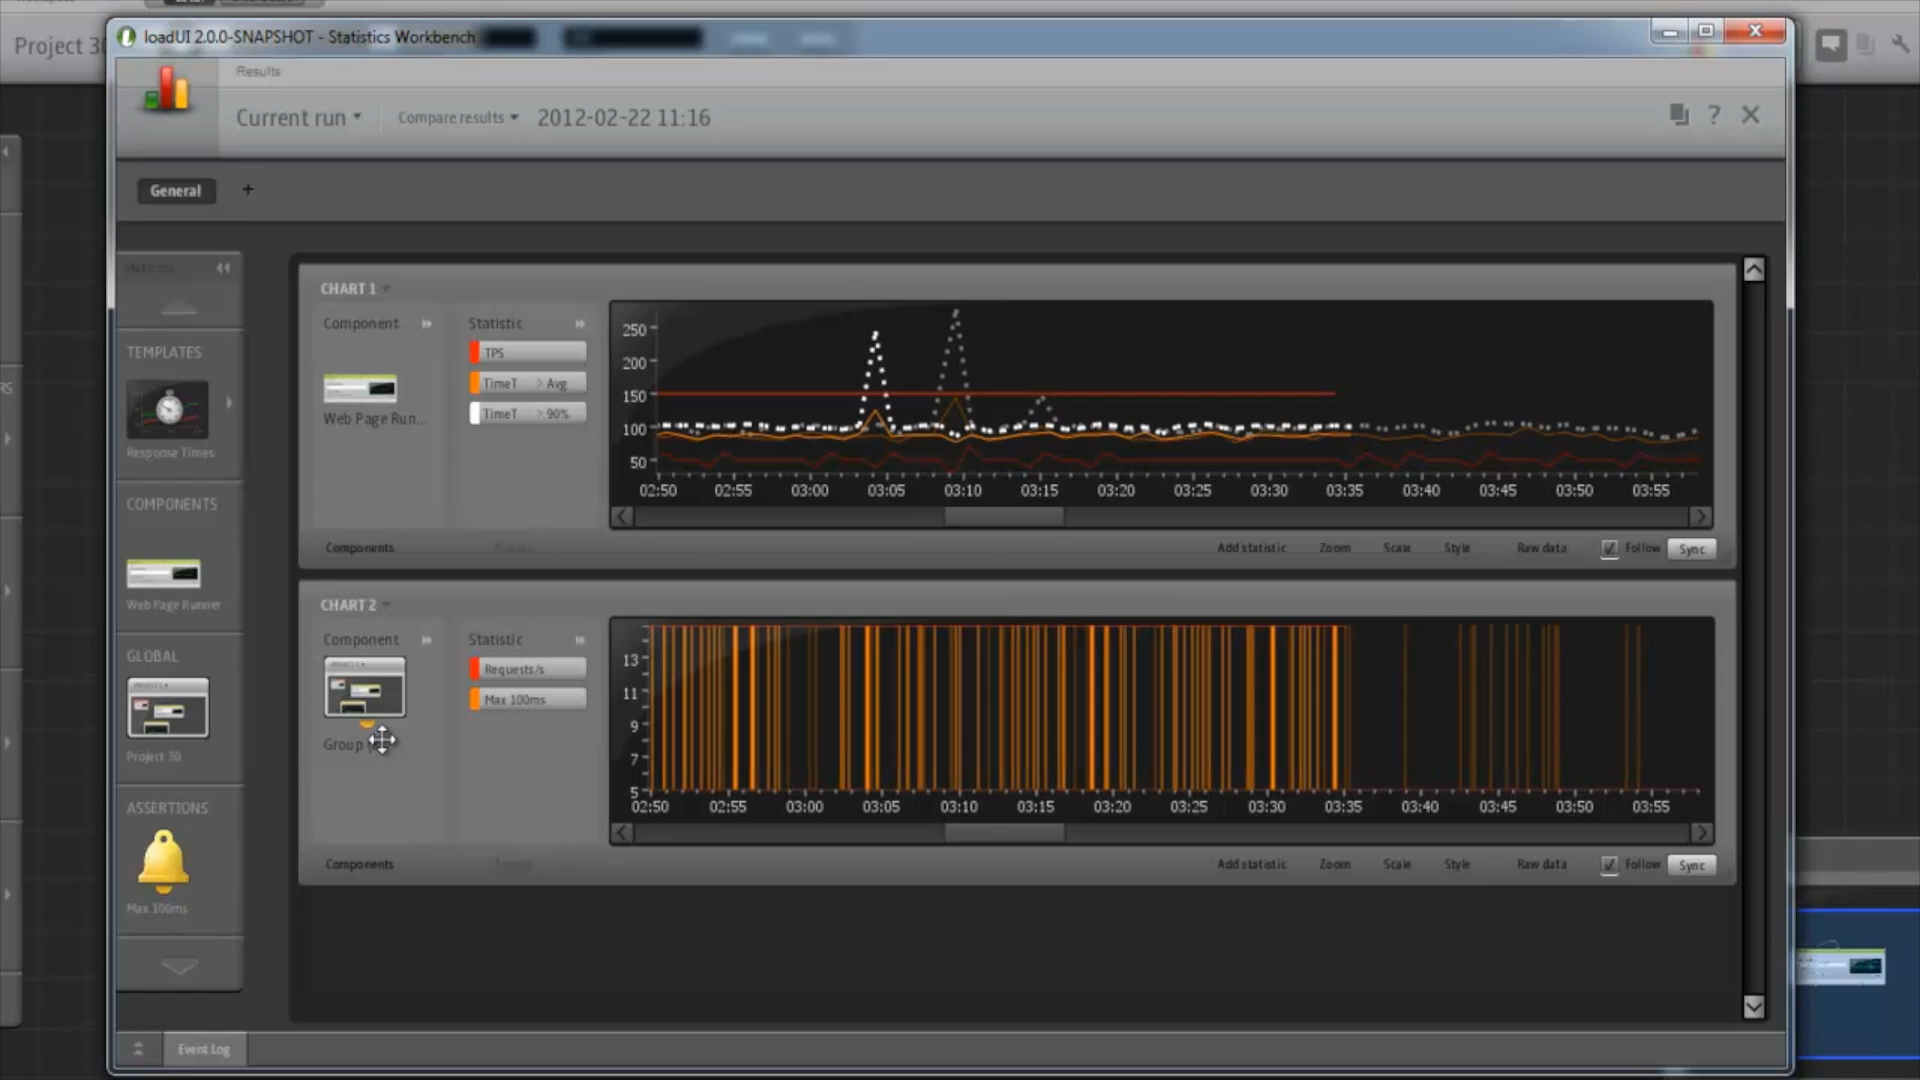 Project 30
loadUI 2.0.0-SNAPSHOT - Statistics Workbench
Results
Current run
Compare results
2012-02-22 11:16
?
General
+
TEMPLATES
Response Times
COMPONENTS
Web Page Runner
GLOBAL
Project 30
ASSERTIONS
Max 100ms
CHART 1
Component
Statistic
Web Page Run...
TPS
TimeT > Avg
TimeT > 90%
250
200
150
100
50
02:50 02:55 03:00 03:05 03:10 03:15 03:20 03:25 03:30 03:35 03:40 03:45 03:50 03:55
Components
Add statistic Zoom Scale Style Raw data Follow Sync
CHART 2
Component
Statistic
Group
Requests/s
Max 100ms
13
11
9
7
5
02:50 02:55 03:00 03:05 03:10 03:15 03:20 03:25 03:30 03:35 03:40 03:45 03:50 03:55
Components
Add statistic Zoom Scale Style Raw data Follow Sync
Event Log